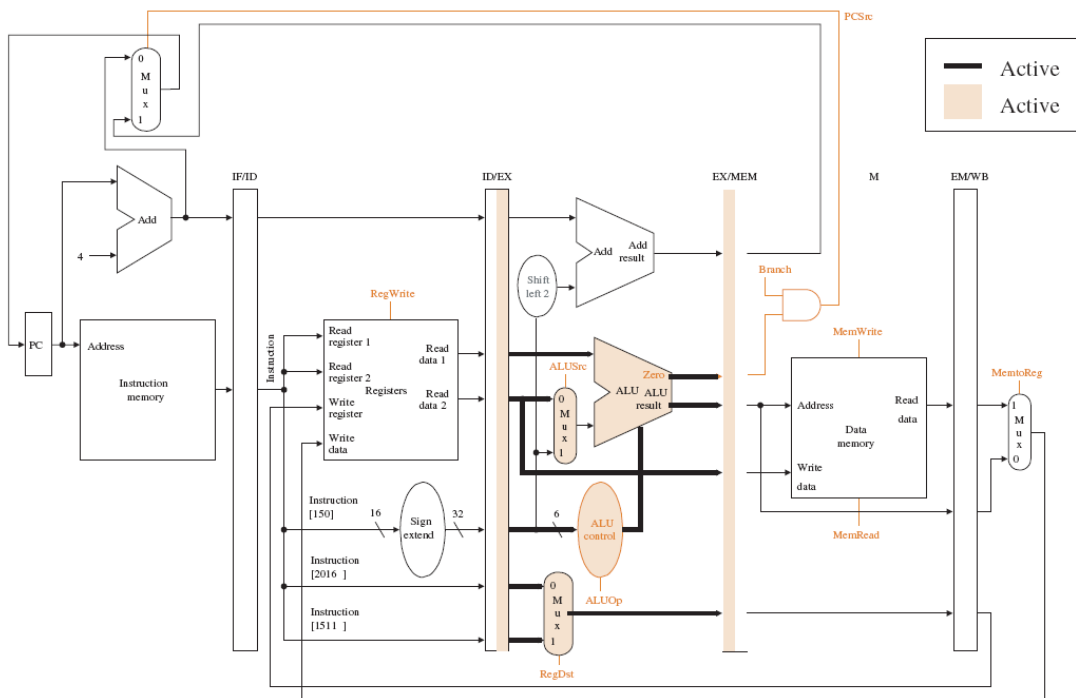 PCSrc
0
M
u
x
1
Active
Active
IF/ID
ID/EX
EX/MEM
M
EM/WB
Add
4
Add
Add
result
Shift
left 2
Branch
RegWrite
MemWrite
PC
Address
Instruction
memory
Instruction
Read
register 1
Read
register 2
Registers
Write
register
Write
data
Read
data 1
Read
data 2
ALUSrc
0
M
u
x
1
Zero
ALU
ALU
result
Address
Read
data
Data
memory
Write
data
MemtoReg
1
M
u
x
0
MemRead
Instruction
[150]
16
Sign
extend
32
6
ALU
control
Instruction
[2016 ]
Instruction
[1511 ]
0
M
u
x
1
ALUOp
RegDst